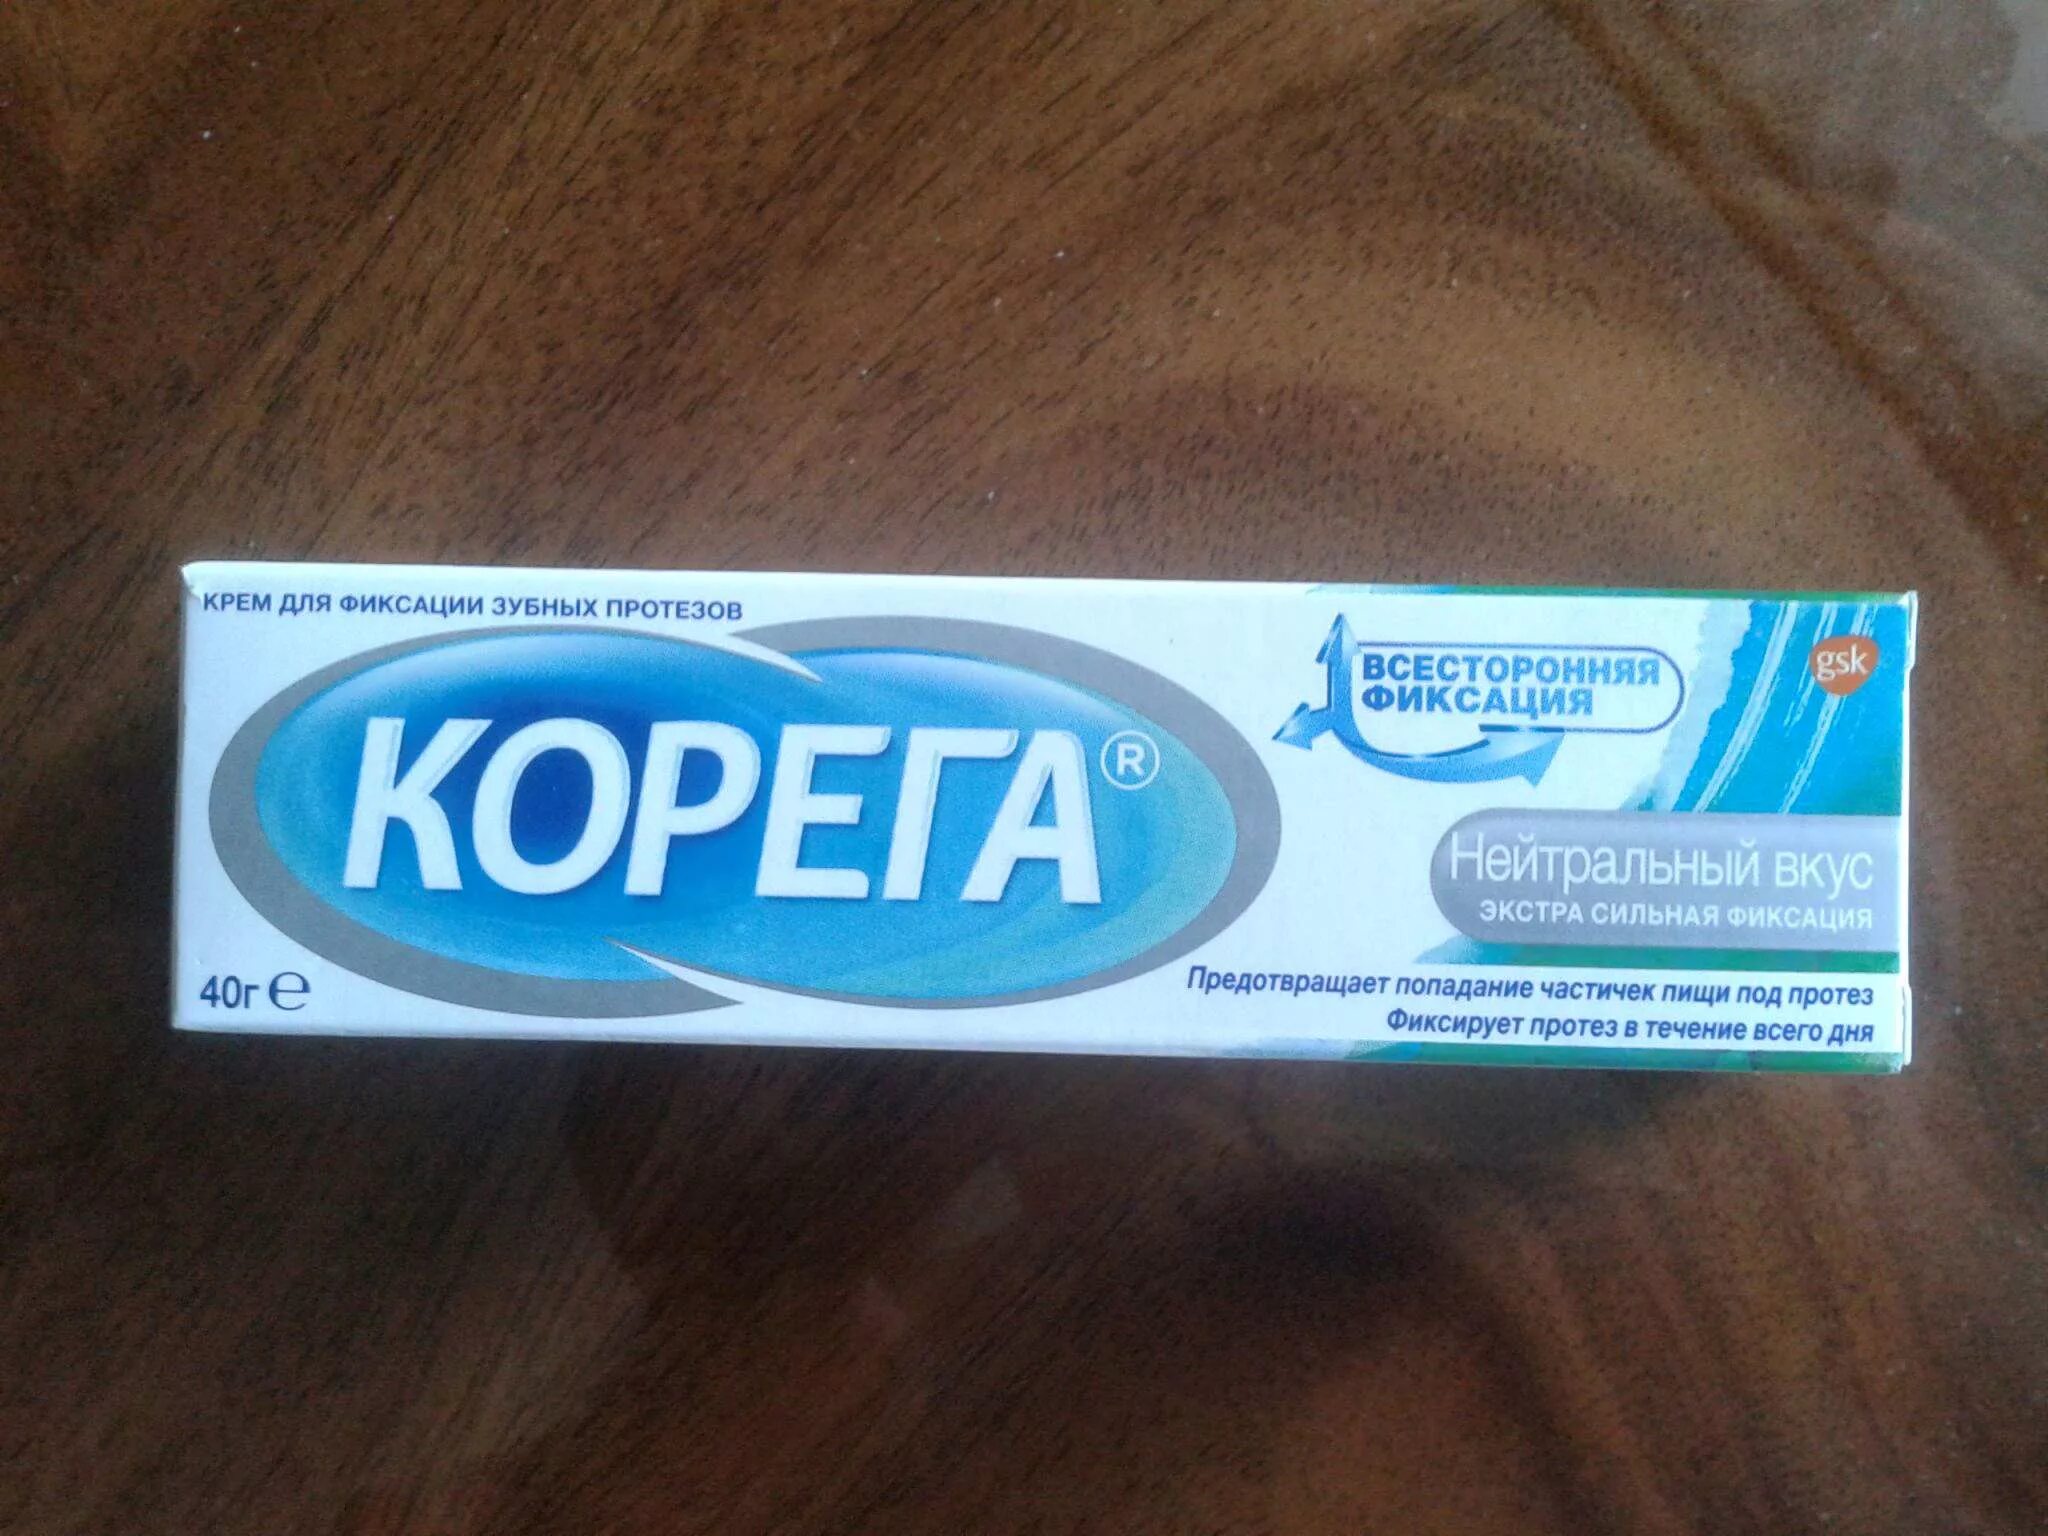 КРЕМ ДЛЯ ФИКСАЦИИ ЗУБНЫХ ПРОТЕЗОВ
КОРЕГА®
40г ℮
ВСЕСТОРОННЯЯ
ФИКСАЦИЯ
gsk
Нейтральный вкус
ЭКСТРА СИЛЬНАЯ ФИКСАЦИЯ
Предотвращает попадание частичек пищи под протез
Фиксирует протез в течение всего дня